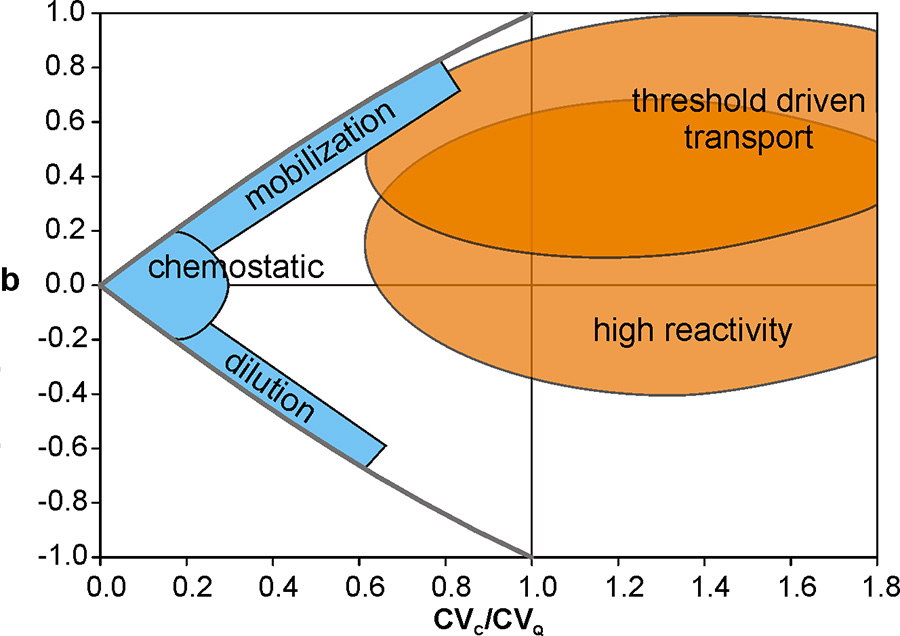 1.0
0.8
0.6
0.4
0.2
0.0
-0.2
-0.4
-0.6
-0.8
-1.0
b
mobilization
chemostatic
dilution
threshold driven
transport
high reactivity
0.0 0.2 0.4 0.6 0.8 1.0 1.2 1.4 1.6 1.8
CVC/CVQ